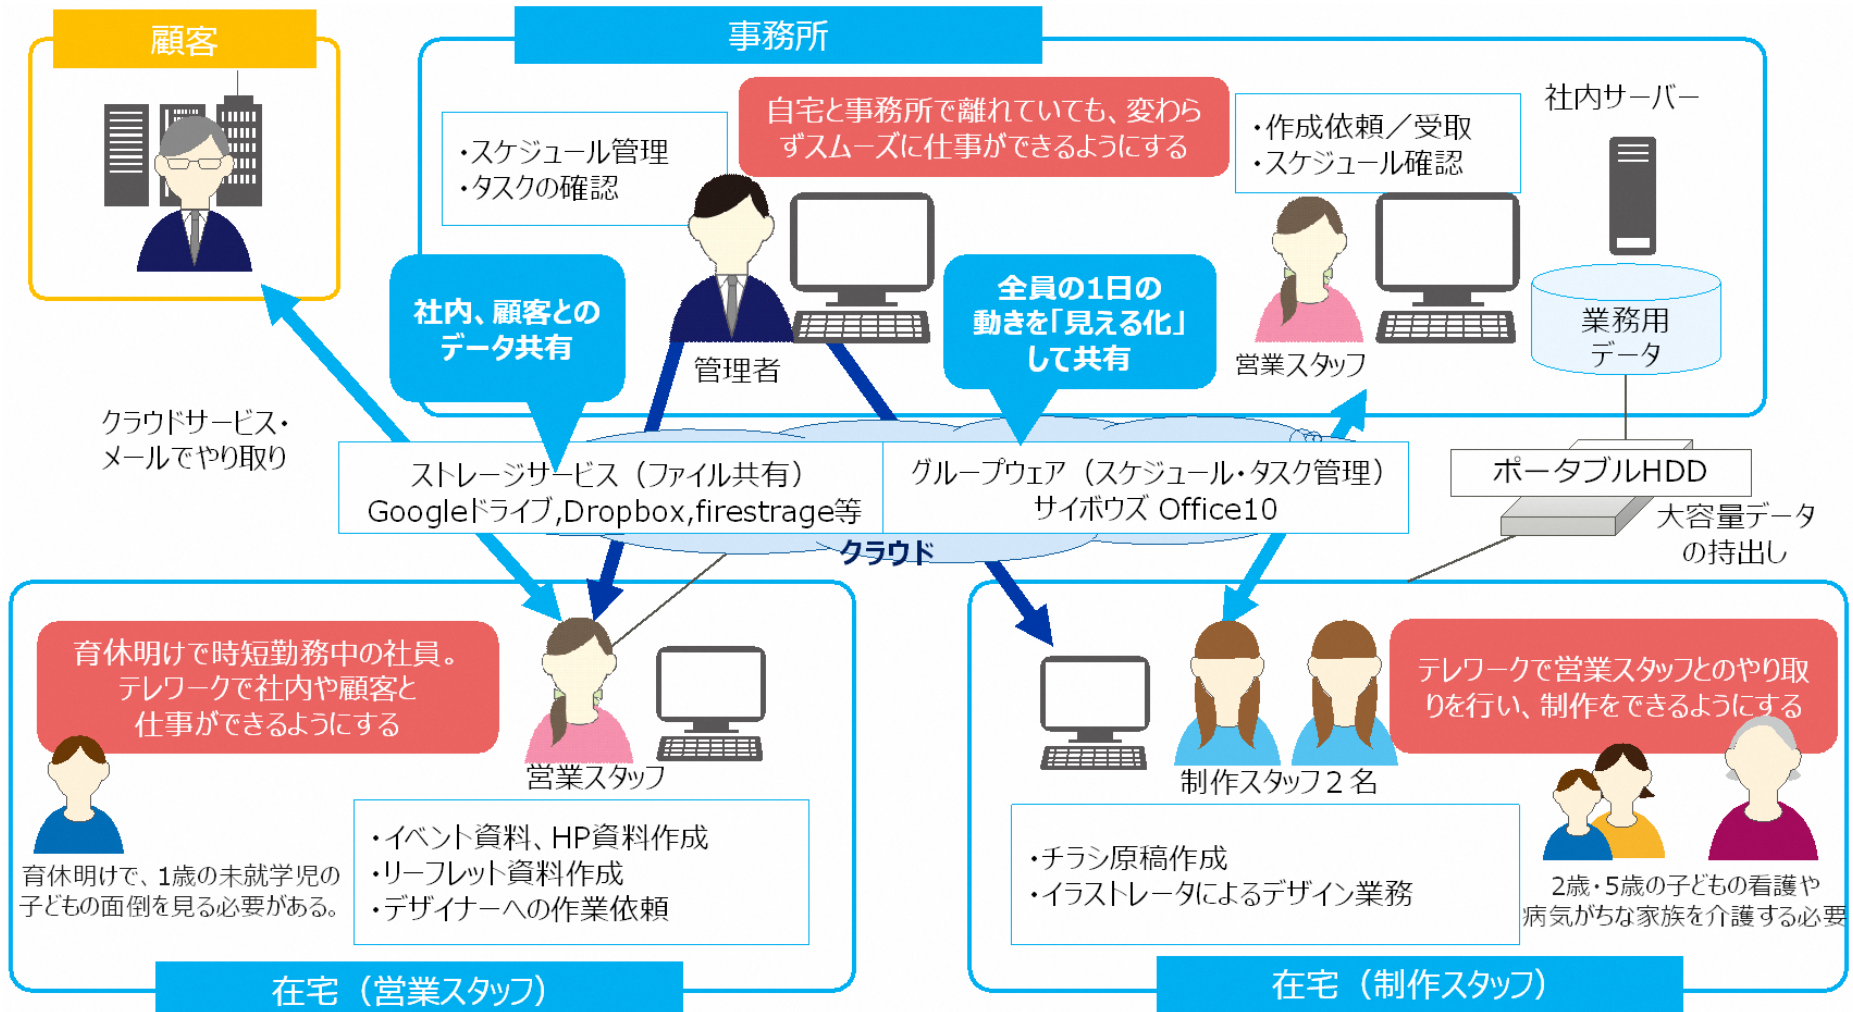 顧客
事務所
自宅と事務所で離れていても、変わら
ずスムーズに仕事ができるようにする
・スケジュール管理
・タスクの確認
・作成依頼／受取
・スケジュール確認
社内サーバー
社内、顧客との
データ共有
全員の1日の
動きを「見える化」
して共有
管理者
営業スタッフ
業務用
データ
クラウドサービス・
メールでやり取り
ストレージサービス（ファイル共有）
Googleドライブ,Dropbox,firestrage等
グループウェア（スケジュール・タスク管理）
サイボウズ Office10
クラウド
ポータブルHDD
大容量データ
の持出し
育休明けで時短勤務中の社員。
テレワークで社内や顧客と
仕事ができるようにする
営業スタッフ
育休明けで、1歳の未就学児の
子どもの面倒を見る必要がある。
・イベント資料、HP資料作成
・リーフレット資料作成
・デザイナーへの作業依頼
在宅（営業スタッフ）
テレワークで営業スタッフとのやり取
りを行い、制作をできるようにする
制作スタッフ２名
・チラシ原稿作成
・イラストレータによるデザイン業務
2歳・5歳の子どもの看護や
病気がちな家族を介護する必要
在宅（制作スタッフ）